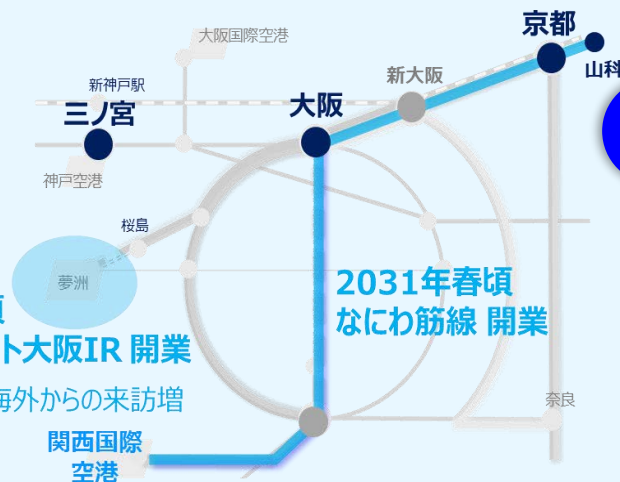 京都
大阪国際空港
山科
新大阪
新神戸駅
大阪
三ノ宮
神戸空港
桜島
夢洲
2031年春頃
なにわ筋線 開業
頃
ト大阪IR 開業
海外からの来訪増
奈良
関西国際
空港